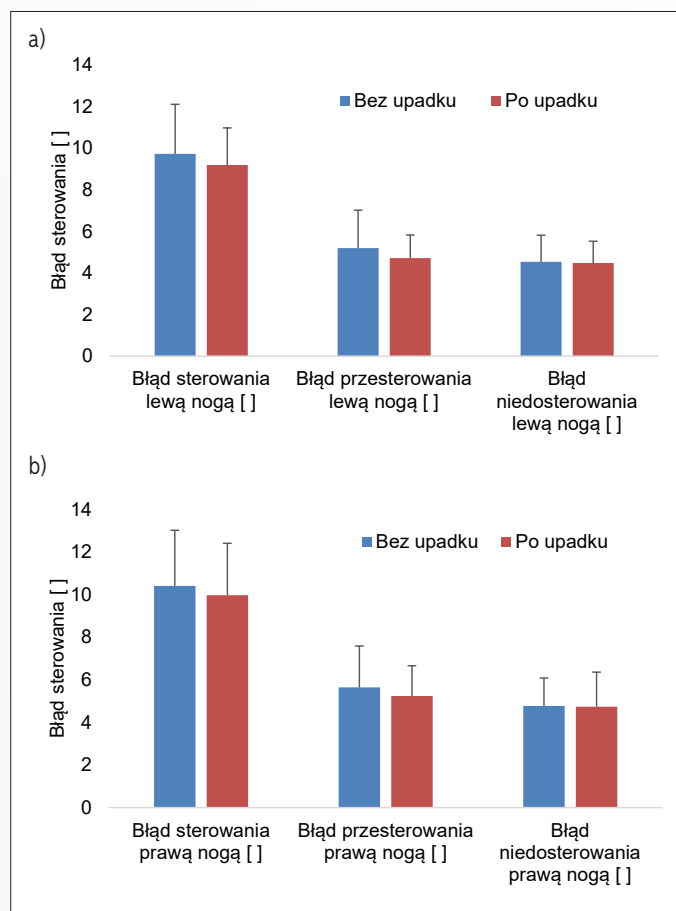 a)
14
12
10
8
6
4
2
0
Błąd sterowania [ ]
Bez upadku Po upadku
Błąd sterowania Błąd przesterowania Błąd
lewą nogą [ ] lewą nogą [ ] niedosterowania
lewą nogą [ ]
b)
14
12
10
8
6
4
2
0
Błąd sterowania [ ]
Bez upadku Po upadku
Błąd sterowania Błąd przesterowania Błąd
prawą nogą [ ] prawą nogą [ ] niedosterowania
prawą nogą [ ]